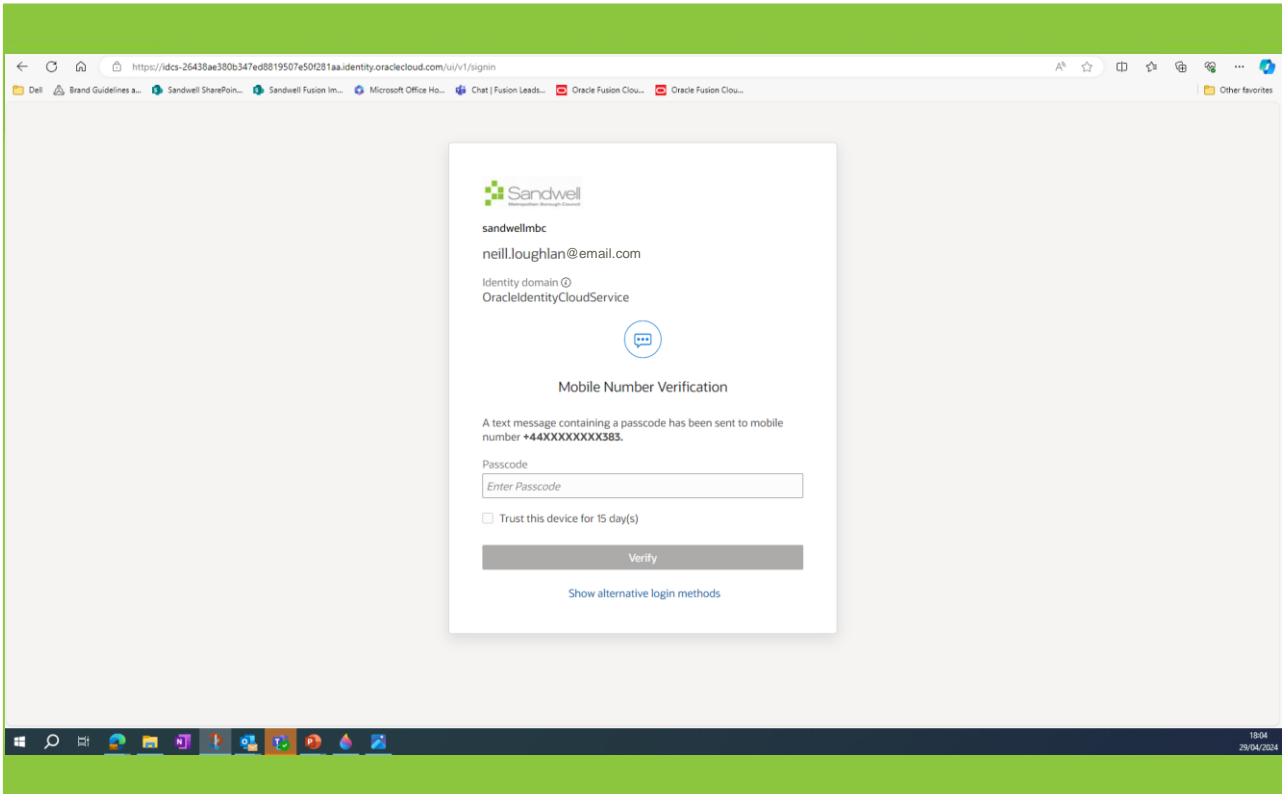 https://idcs-26438ae380b347ed8819507e50f281aa.identity.oraclecloud.com/ui/v1/signin
Dell Brand Guidelines a... Sandwell SharePoin... Sandwell Fusion Im... Microsoft Office Ho... Chat | Fusion Leads... Oracle Fusion Clou... Oracle Fusion Clou... Other favorites
Sandwell
Metropolitan Borough Council
sandwellmbc
neill.loughlan@email.com
Identity domain
OracleIdentityCloudService
Mobile Number Verification
A text message containing a passcode has been sent to mobile
number +44XXXXXXXX383.
Passcode
Enter Passcode
Trust this device for 15 day(s)
Verify
Show alternative login methods
18:04
29/04/2024